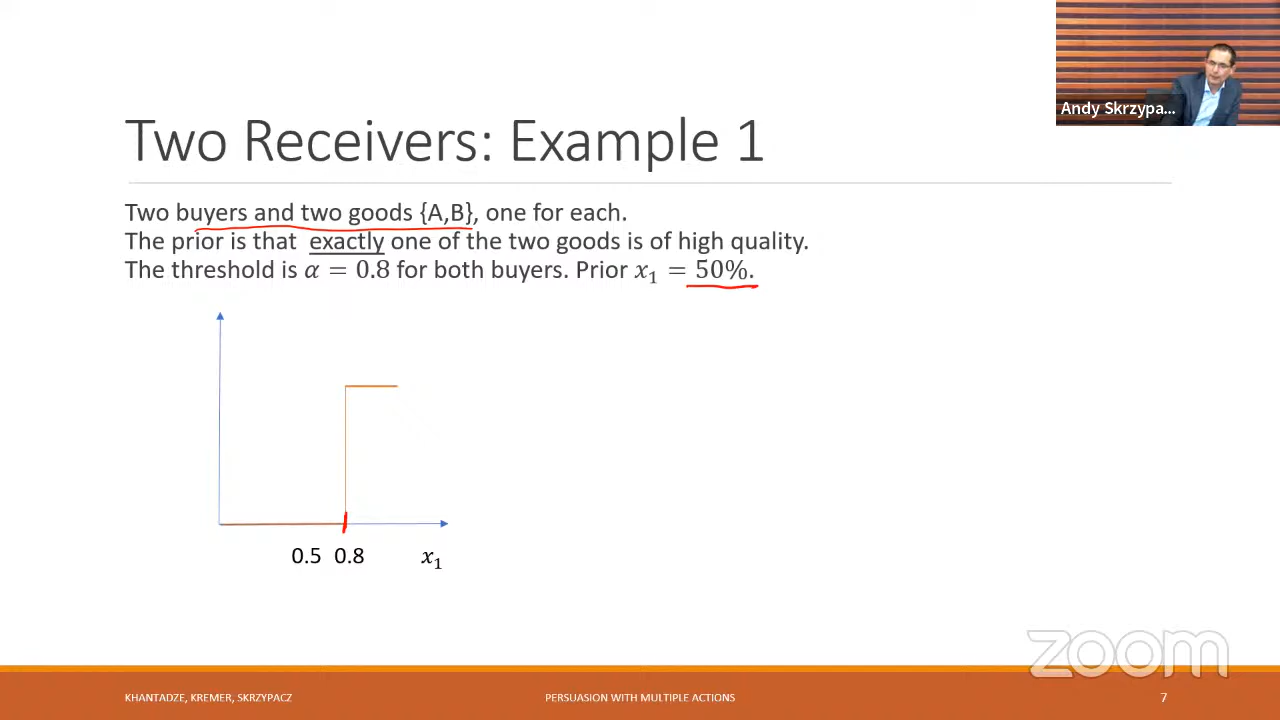 Andy Skrzypa...
Two Receivers: Example 1
Two buyers and two goods {A,B}, one for each.
The prior is that exactly one of the two goods is of high quality.
The threshold is α = 0.8 for both buyers. Prior x₁ = 50%.
0.5 0.8 x₁
zoom
KHANTADZE, KREMER, SKRZYPACZ PERSUASION WITH MULTIPLE ACTIONS 7